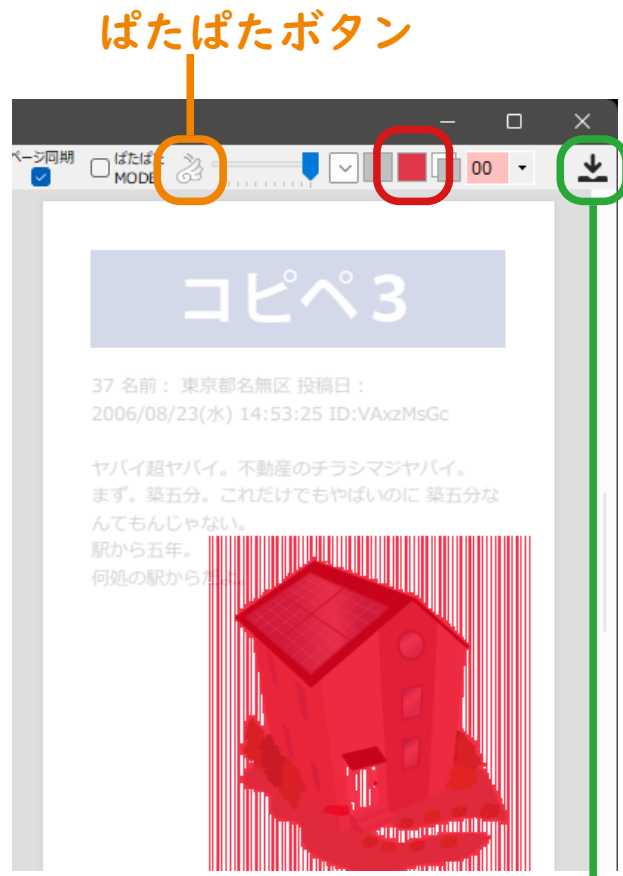 ぱたぱたボタン
ページ同期
ぱたぱた
MODE
00
コピペ3
37 名前： 東京都名無区 投稿日：
2006/08/23(水) 14:53:25 ID:VAxzMsGc
ヤバイ超ヤバイ。不動産のチラシマジヤバイ。
まず。築五分。これだけでもやばいのに 築五分な
んてもんじゃない。
駅から五年。
何処の駅からだよ。